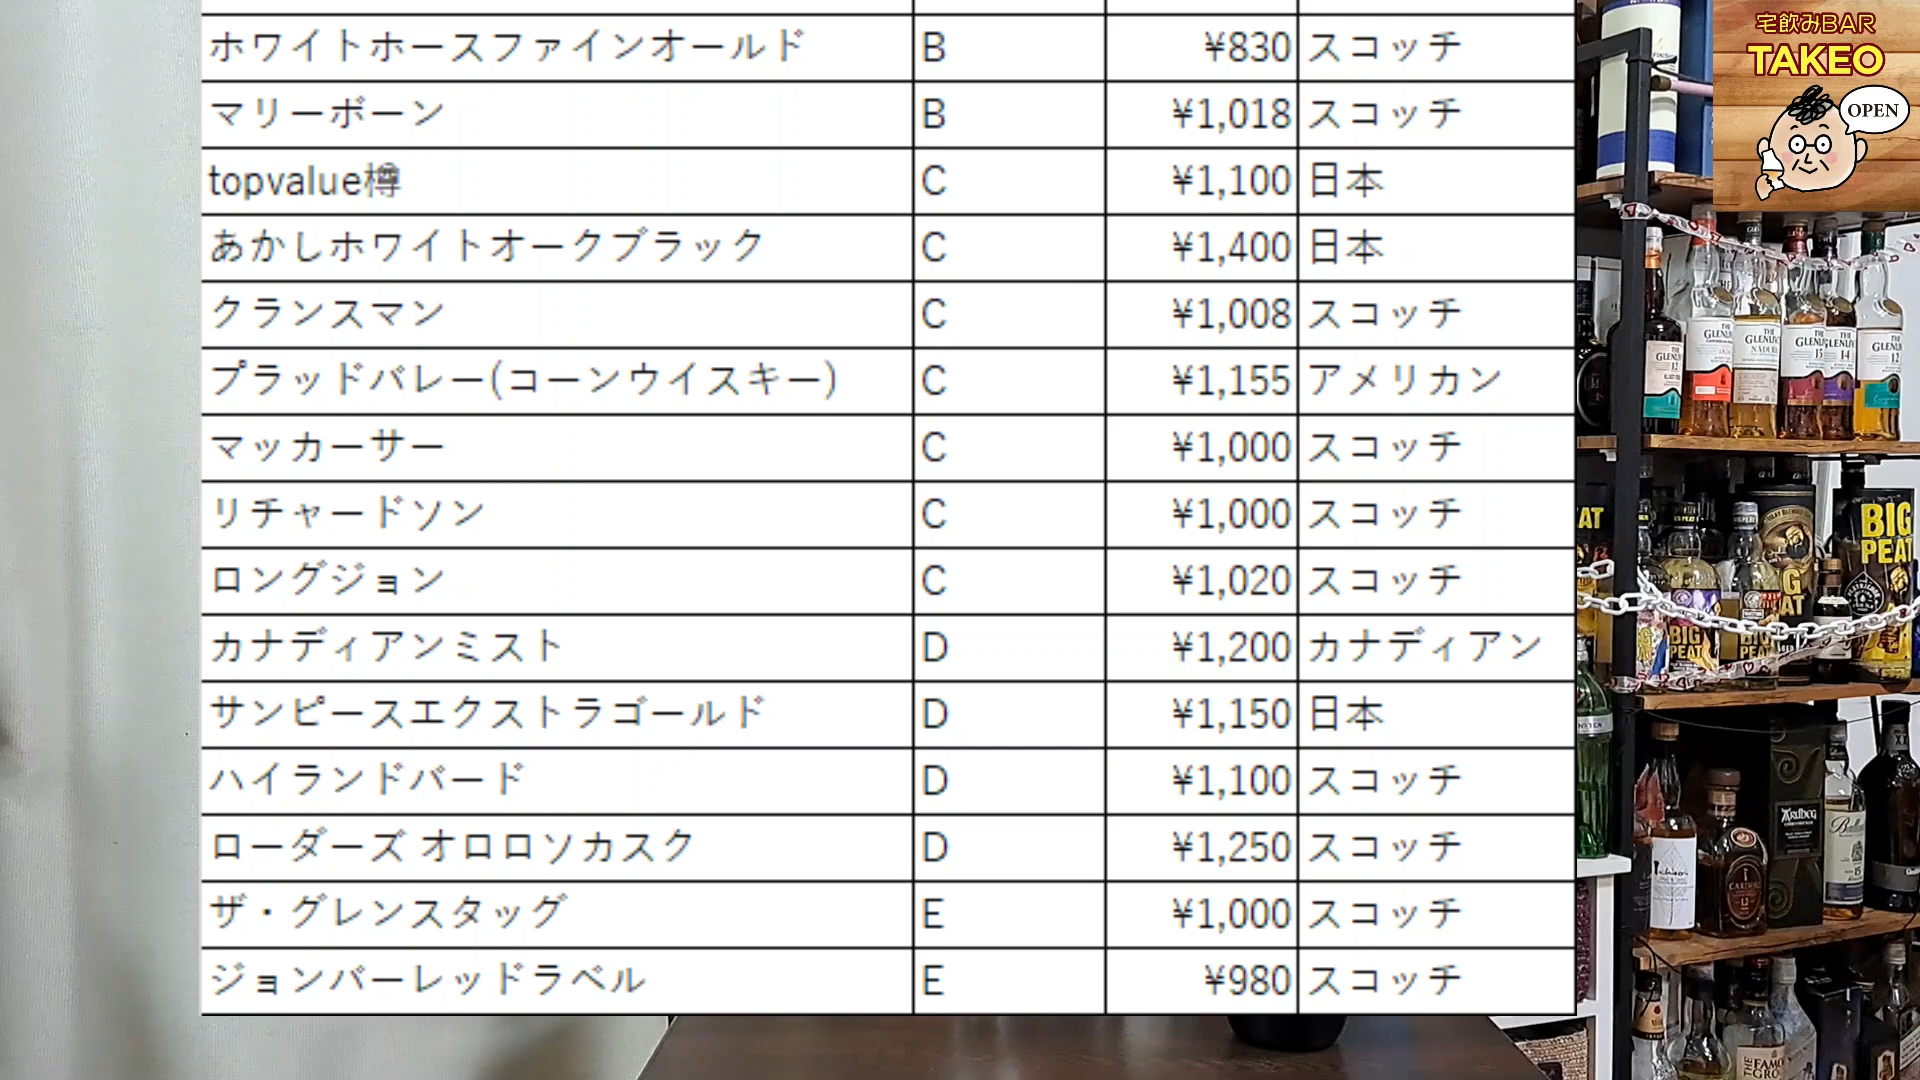 ホワイトホースファインオールド B ¥830 スコッチ
マリーボーン B ¥1,018 スコッチ
topvalue樽 C ¥1,100 日本
あかしホワイトオークブラック C ¥1,400 日本
クランスマン C ¥1,008 スコッチ
プラッドバレー(コーンウイスキー) C ¥1,155 アメリカン
マッカーサー C ¥1,000 スコッチ
リチャードソン C ¥1,000 スコッチ
ロングジョン C ¥1,020 スコッチ
カナディアンミスト D ¥1,200 カナディアン
サンピースエクストラゴールド D ¥1,150 日本
ハイランドバード D ¥1,100 スコッチ
ローダーズ オロロソカスク D ¥1,250 スコッチ
ザ・グレンスタッグ E ¥1,000 スコッチ
ジョンバーレッドラベル E ¥980 スコッチ
宅飲みBAR
TAKEO
OPEN
BIG
PEAT
BIG
PEAT
Ardbeg